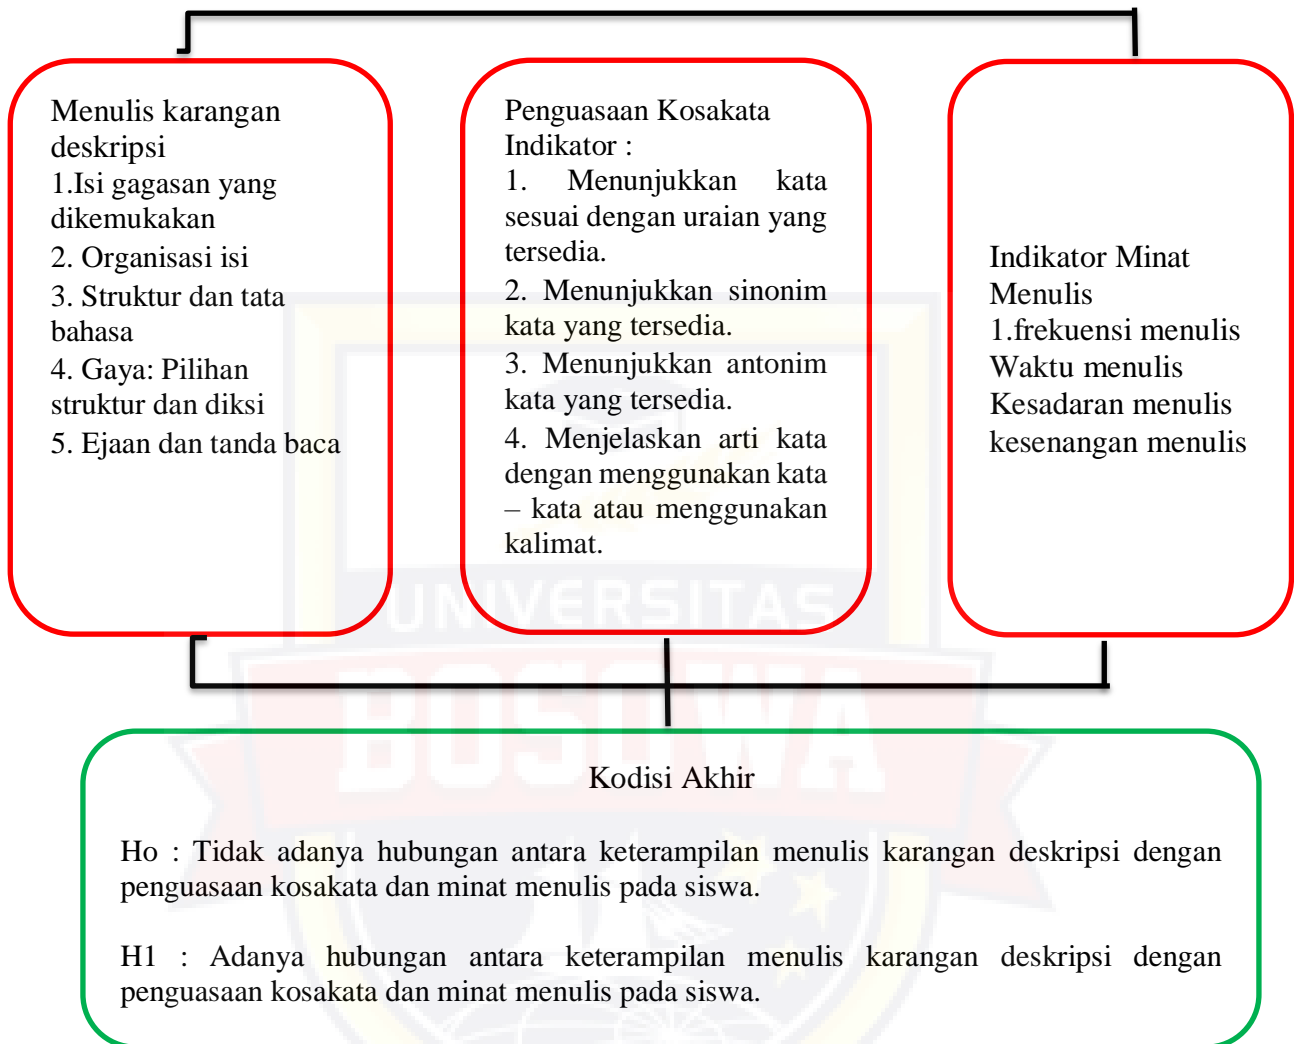 Menulis karangan
deskripsi
1.Isi gagasan yang
dikemukakan
2. Organisasi isi
3. Struktur dan tata
bahasa
4. Gaya: Pilihan
struktur dan diksi
5. Ejaan dan tanda baca
Penguasaan Kosakata
Indikator :
1. Menunjukkan kata
sesuai dengan uraian yang
tersedia.
2. Menunjukkan sinonim
kata yang tersedia.
3. Menunjukkan antonim
kata yang tersedia.
4. Menjelaskan arti kata
dengan menggunakan kata
– kata atau menggunakan
kalimat.
Indikator Minat
Menulis
1.frekuensi menulis
Waktu menulis
Kesadaran menulis
kesenangan menulis
UNIVERSITAS
BOSOWA
Kodisi Akhir
Ho : Tidak adanya hubungan antara keterampilan menulis karangan deskripsi dengan
penguasaan kosakata dan minat menulis pada siswa.
H1 : Adanya hubungan antara keterampilan menulis karangan deskripsi dengan
penguasaan kosakata dan minat menulis pada siswa.